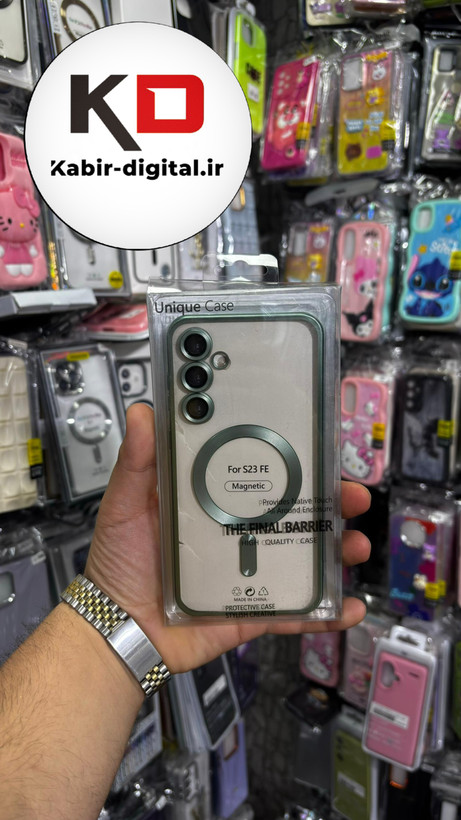 KD
Kabir-digital.ir
Unique Case
For S23 FE
Magnetic
Provides Native Touch
All Around Enclosure
THE FINAL BARRIER
HIGH QUALITY CASE
MADE IN CHINA
PROTECTIVE CASE
STYLISH CREATIVE